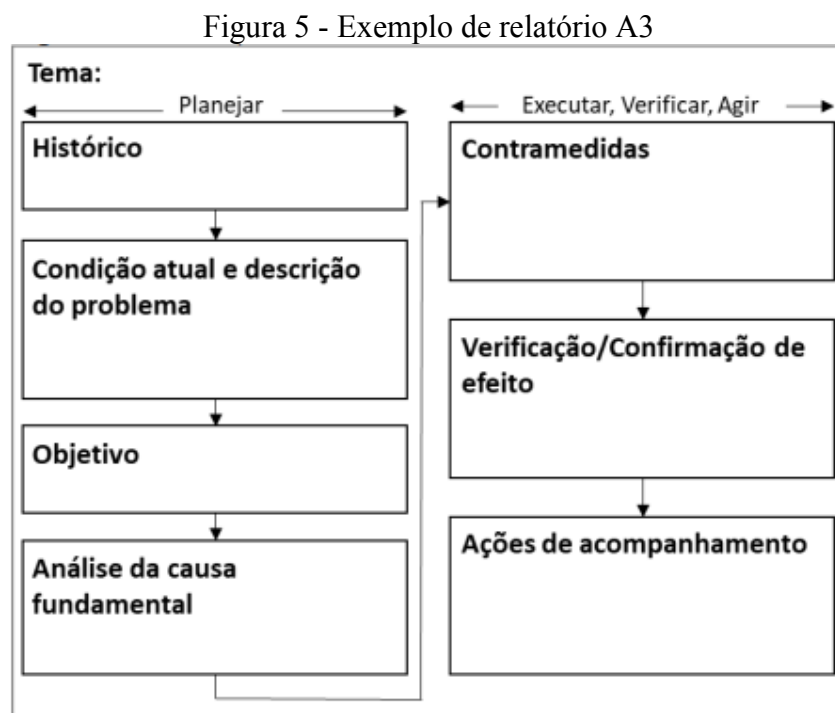 Figura 5 - Exemplo de relatório A3
Tema:
Planejar
Histórico
Condição atual e descrição
do problema
Objetivo
Análise da causa
fundamental
Executar, Verificar, Agir
Contramedidas
Verificação/Confirmação de
efeito
Ações de acompanhamento